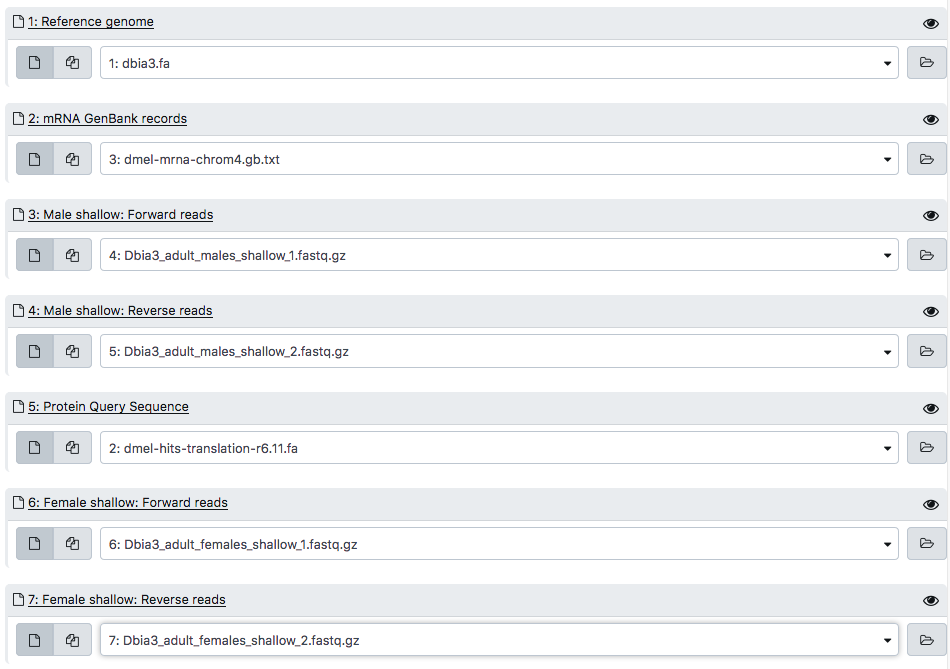 1: Reference genome
1: dbia3.fa
2: mRNA GenBank records
3: dmel-mrna-chrom4.gb.txt
3: Male shallow: Forward reads
4: Dbia3_adult_males_shallow_1.fastq.gz
4: Male shallow: Reverse reads
5: Dbia3_adult_males_shallow_2.fastq.gz
5: Protein Query Sequence
2: dmel-hits-translation-r6.11.fa
6: Female shallow: Forward reads
6: Dbia3_adult_females_shallow_1.fastq.gz
7: Female shallow: Reverse reads
7: Dbia3_adult_females_shallow_2.fastq.gz